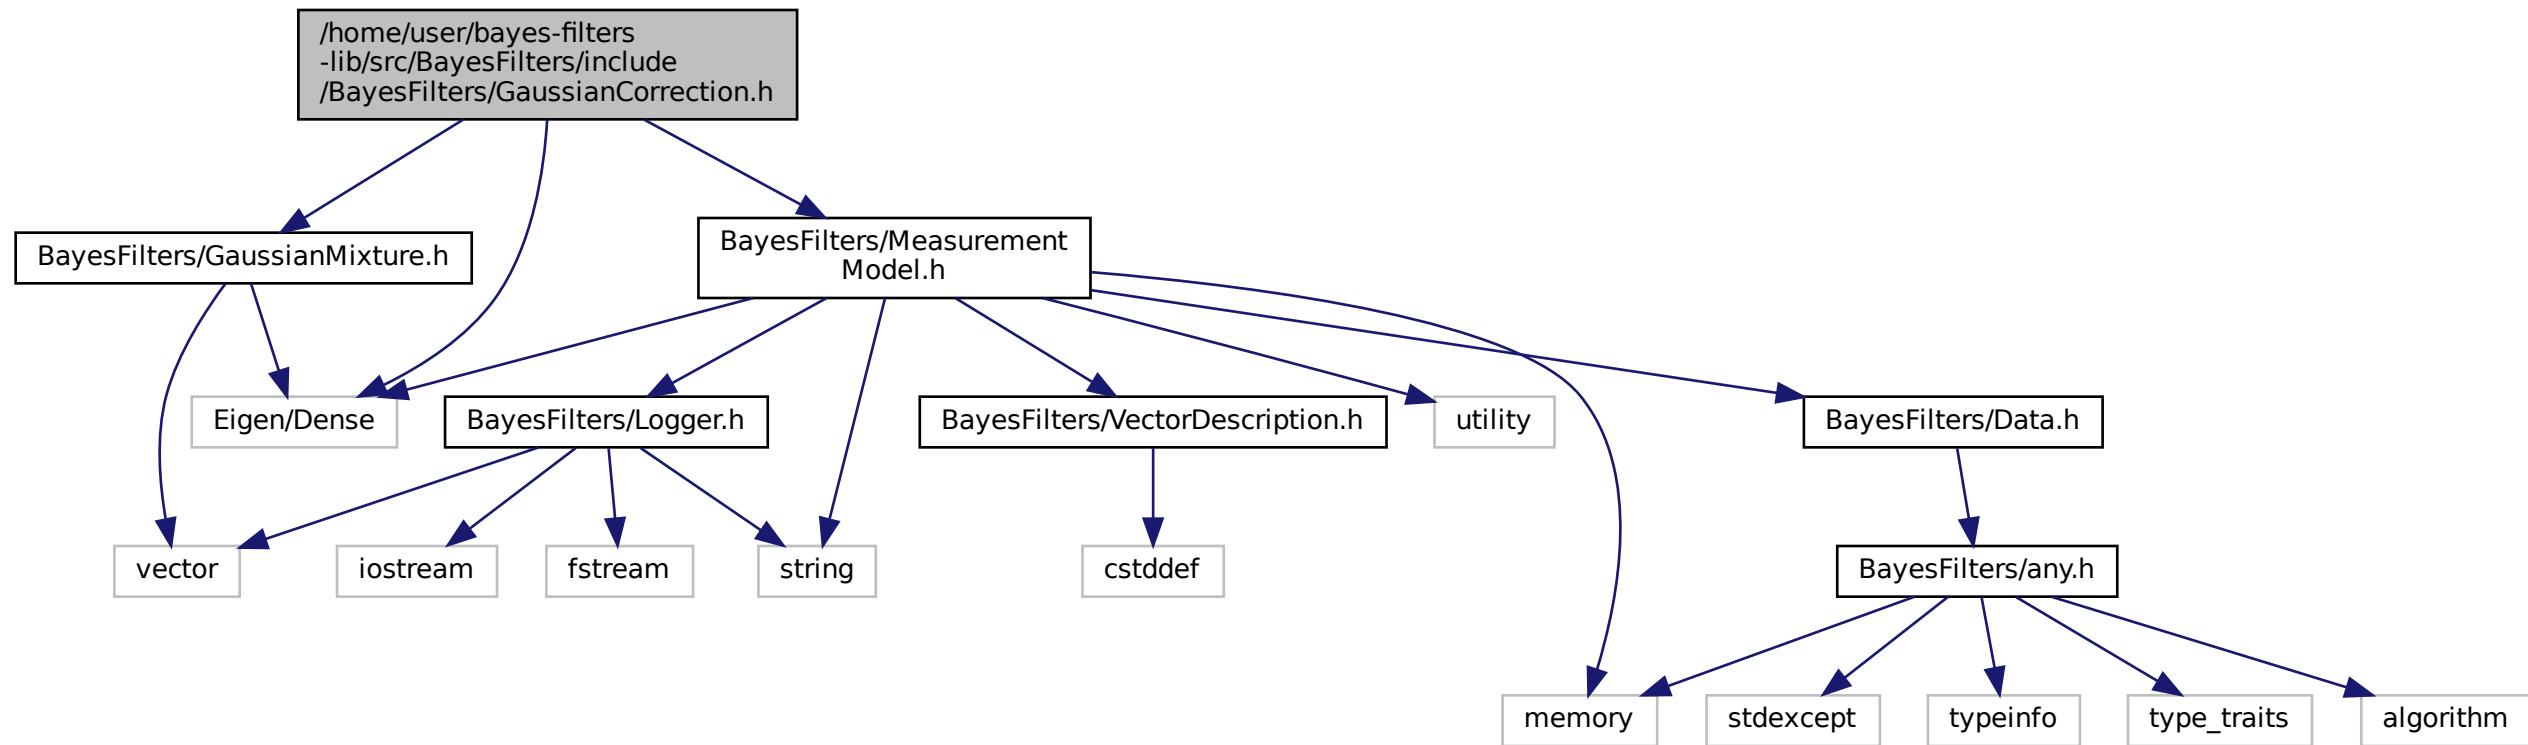 /home/user/bayes-filters
-lib/src/BayesFilters/include
/BayesFilters/GaussianCorrection.h
BayesFilters/GaussianMixture.h
BayesFilters/Measurement
Model.h
Eigen/Dense
BayesFilters/Logger.h
BayesFilters/VectorDescription.h
utility
BayesFilters/Data.h
vector
iostream
fstream
string
cstddef
BayesFilters/any.h
memory
stdexcept
typeinfo
type_traits
algorithm